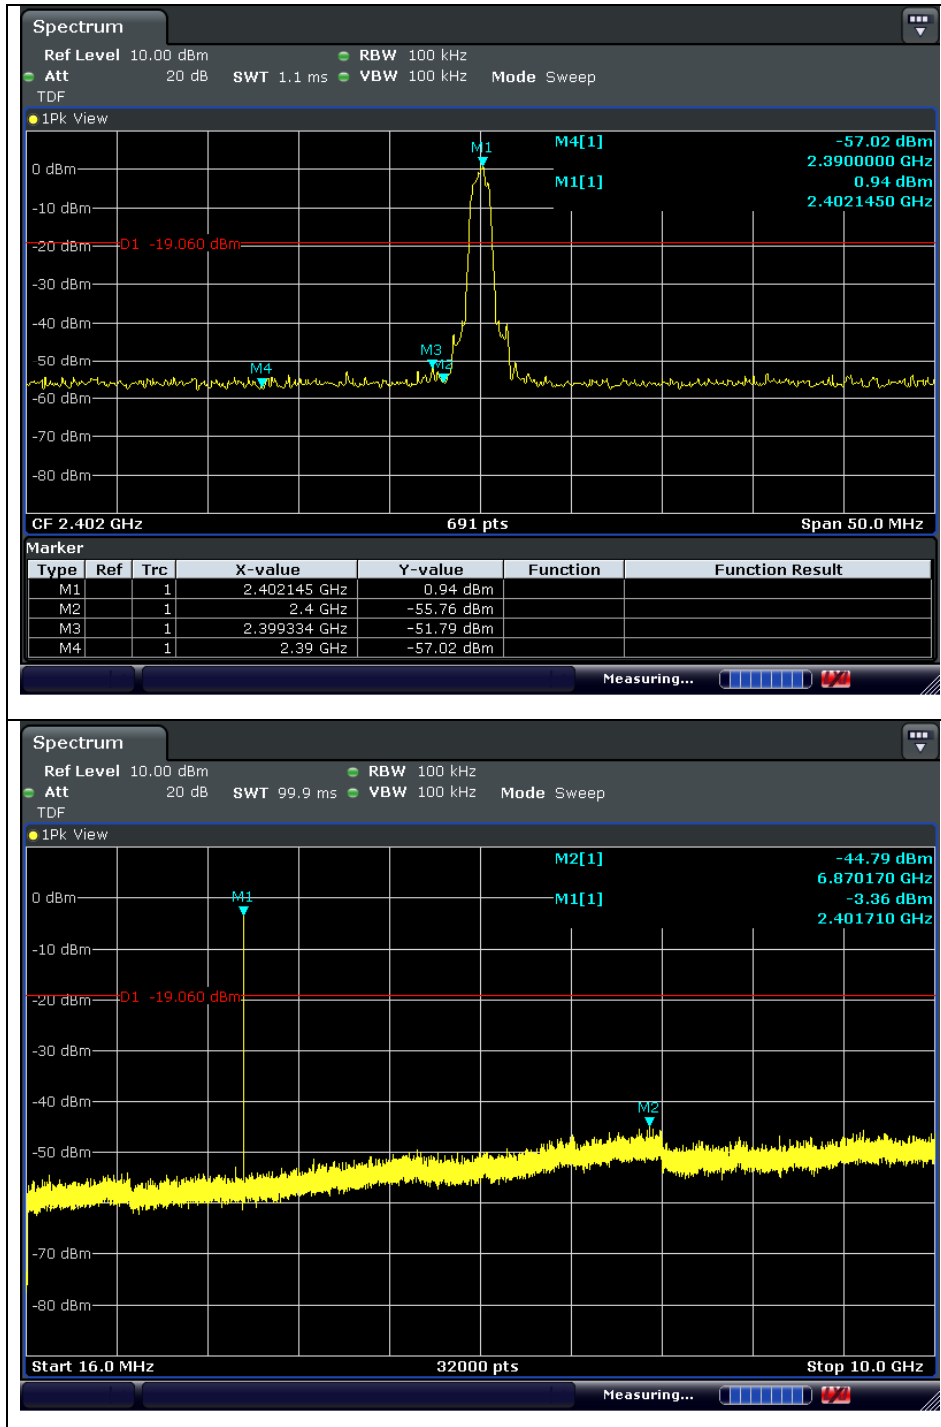 Spectrum
Ref Level 10.00 dBm RBW 100 kHz
Att 20 dB SWT 1.1 ms VBW 100 kHz Mode Sweep
TDF
1Pk View
M4[1] -57.02 dBm
2.3900000 GHz
M1[1] 0.94 dBm
2.4021450 GHz
M1
0 dBm
-10 dBm
-20 dBm D1 -19.060 dBm
-30 dBm
-40 dBm
-50 dBm
M3
M2
M4
-60 dBm
-70 dBm
-80 dBm
CF 2.402 GHz 691 pts Span 50.0 MHz
Marker
Type Ref Trc X-value Y-value Function Function Result
M1 1 2.402145 GHz 0.94 dBm
M2 1 2.4 GHz -55.76 dBm
M3 1 2.399334 GHz -51.79 dBm
M4 1 2.39 GHz -57.02 dBm
Measuring...
Spectrum
Ref Level 10.00 dBm RBW 100 kHz
Att 20 dB SWT 99.9 ms VBW 100 kHz Mode Sweep
TDF
1Pk View
M2[1] -44.79 dBm
6.870170 GHz
M1[1] -3.36 dBm
2.401710 GHz
0 dBm M1
-10 dBm
-20 dBm D1 -19.060 dBm
-30 dBm
-40 dBm
M2
-50 dBm
-70 dBm
-80 dBm
Start 16.0 MHz 32000 pts Stop 10.0 GHz
Measuring...